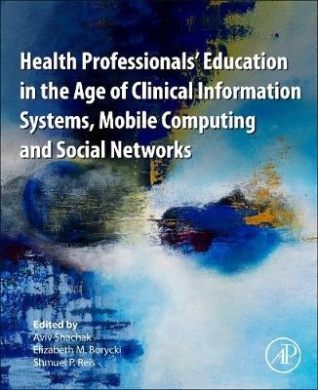 Health Professionals' Education
in the Age of Clinical Information
Systems, Mobile Computing
and Social Networks
Edited by
Aviv Shachak
Elizabeth M. Borycki
Shmuel P. Reis
AP